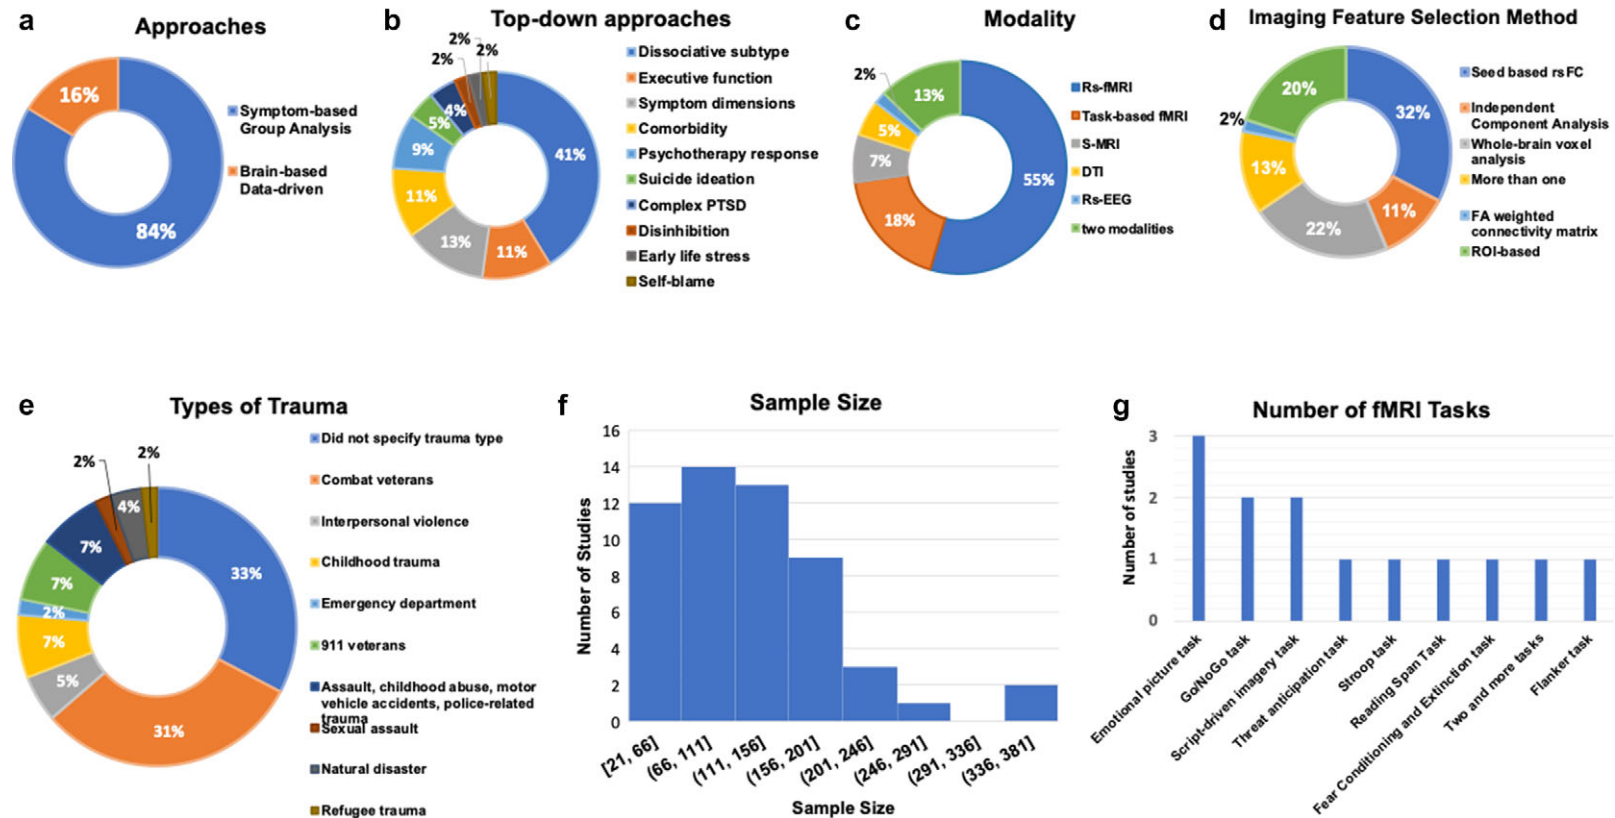 a
Approaches
16%
84%
Symptom-based
Group Analysis
Brain-based
Data-driven
b
Top-down approaches
2%
2%
2%
4%
5%
9%
11%
13%
11%
41%
Dissociative subtype
Executive function
Symptom dimensions
Comorbidity
Psychotherapy response
Suicide ideation
Complex PTSD
Disinhibition
Early life stress
Self-blame
c
Modality
2%
13%
5%
7%
18%
55%
Rs-fMRI
Task-based fMRI
S-MRI
DTI
Rs-EEG
two modalities
d
Imaging Feature Selection Method
20%
2%
13%
22%
11%
32%
Seed based rsFC
Independent
Component Analysis
Whole-brain voxel
analysis
More than one
FA weighted
connectivity matrix
ROI-based
e
Types of Trauma
2%
2%
4%
7%
7%
2%
7%
5%
31%
33%
Did not specify trauma type
Combat veterans
Interpersonal violence
Childhood trauma
Emergency department
911 veterans
Assault, childhood abuse, motor
vehicle accidents, police-related
trauma
Sexual assault
Natural disaster
Refugee trauma
f
Sample Size
Number of Studies
16
14
12
10
8
6
4
2
0
[21, 66]
(66, 111]
(111, 156]
(156, 201]
(201, 246]
(246, 291]
(291, 336]
(336, 381]
Sample Size
g
Number of fMRI Tasks
Number of studies
3
2
1
0
Emotional picture task
Go/NoGo task
Script-driven imagery task
Threat anticipation task
Stroop task
Reading Span Task
Fear Conditioning and Extinction task
Two and more tasks
Flanker task